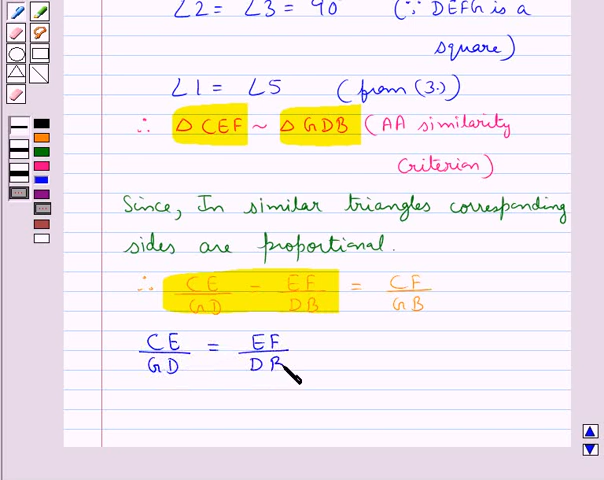 ∠2 = ∠3 = 90° (∵ DEFG is a
square)
∠1 = ∠5 (from (3.)
∴ △ CEF ~ △ GDB (AA similarity
criterian)
Since, In similar triangles corresponding
sides are proportional.
∴ CE/GD = EF/DB = CF/GB
CE/GD = EF/DB